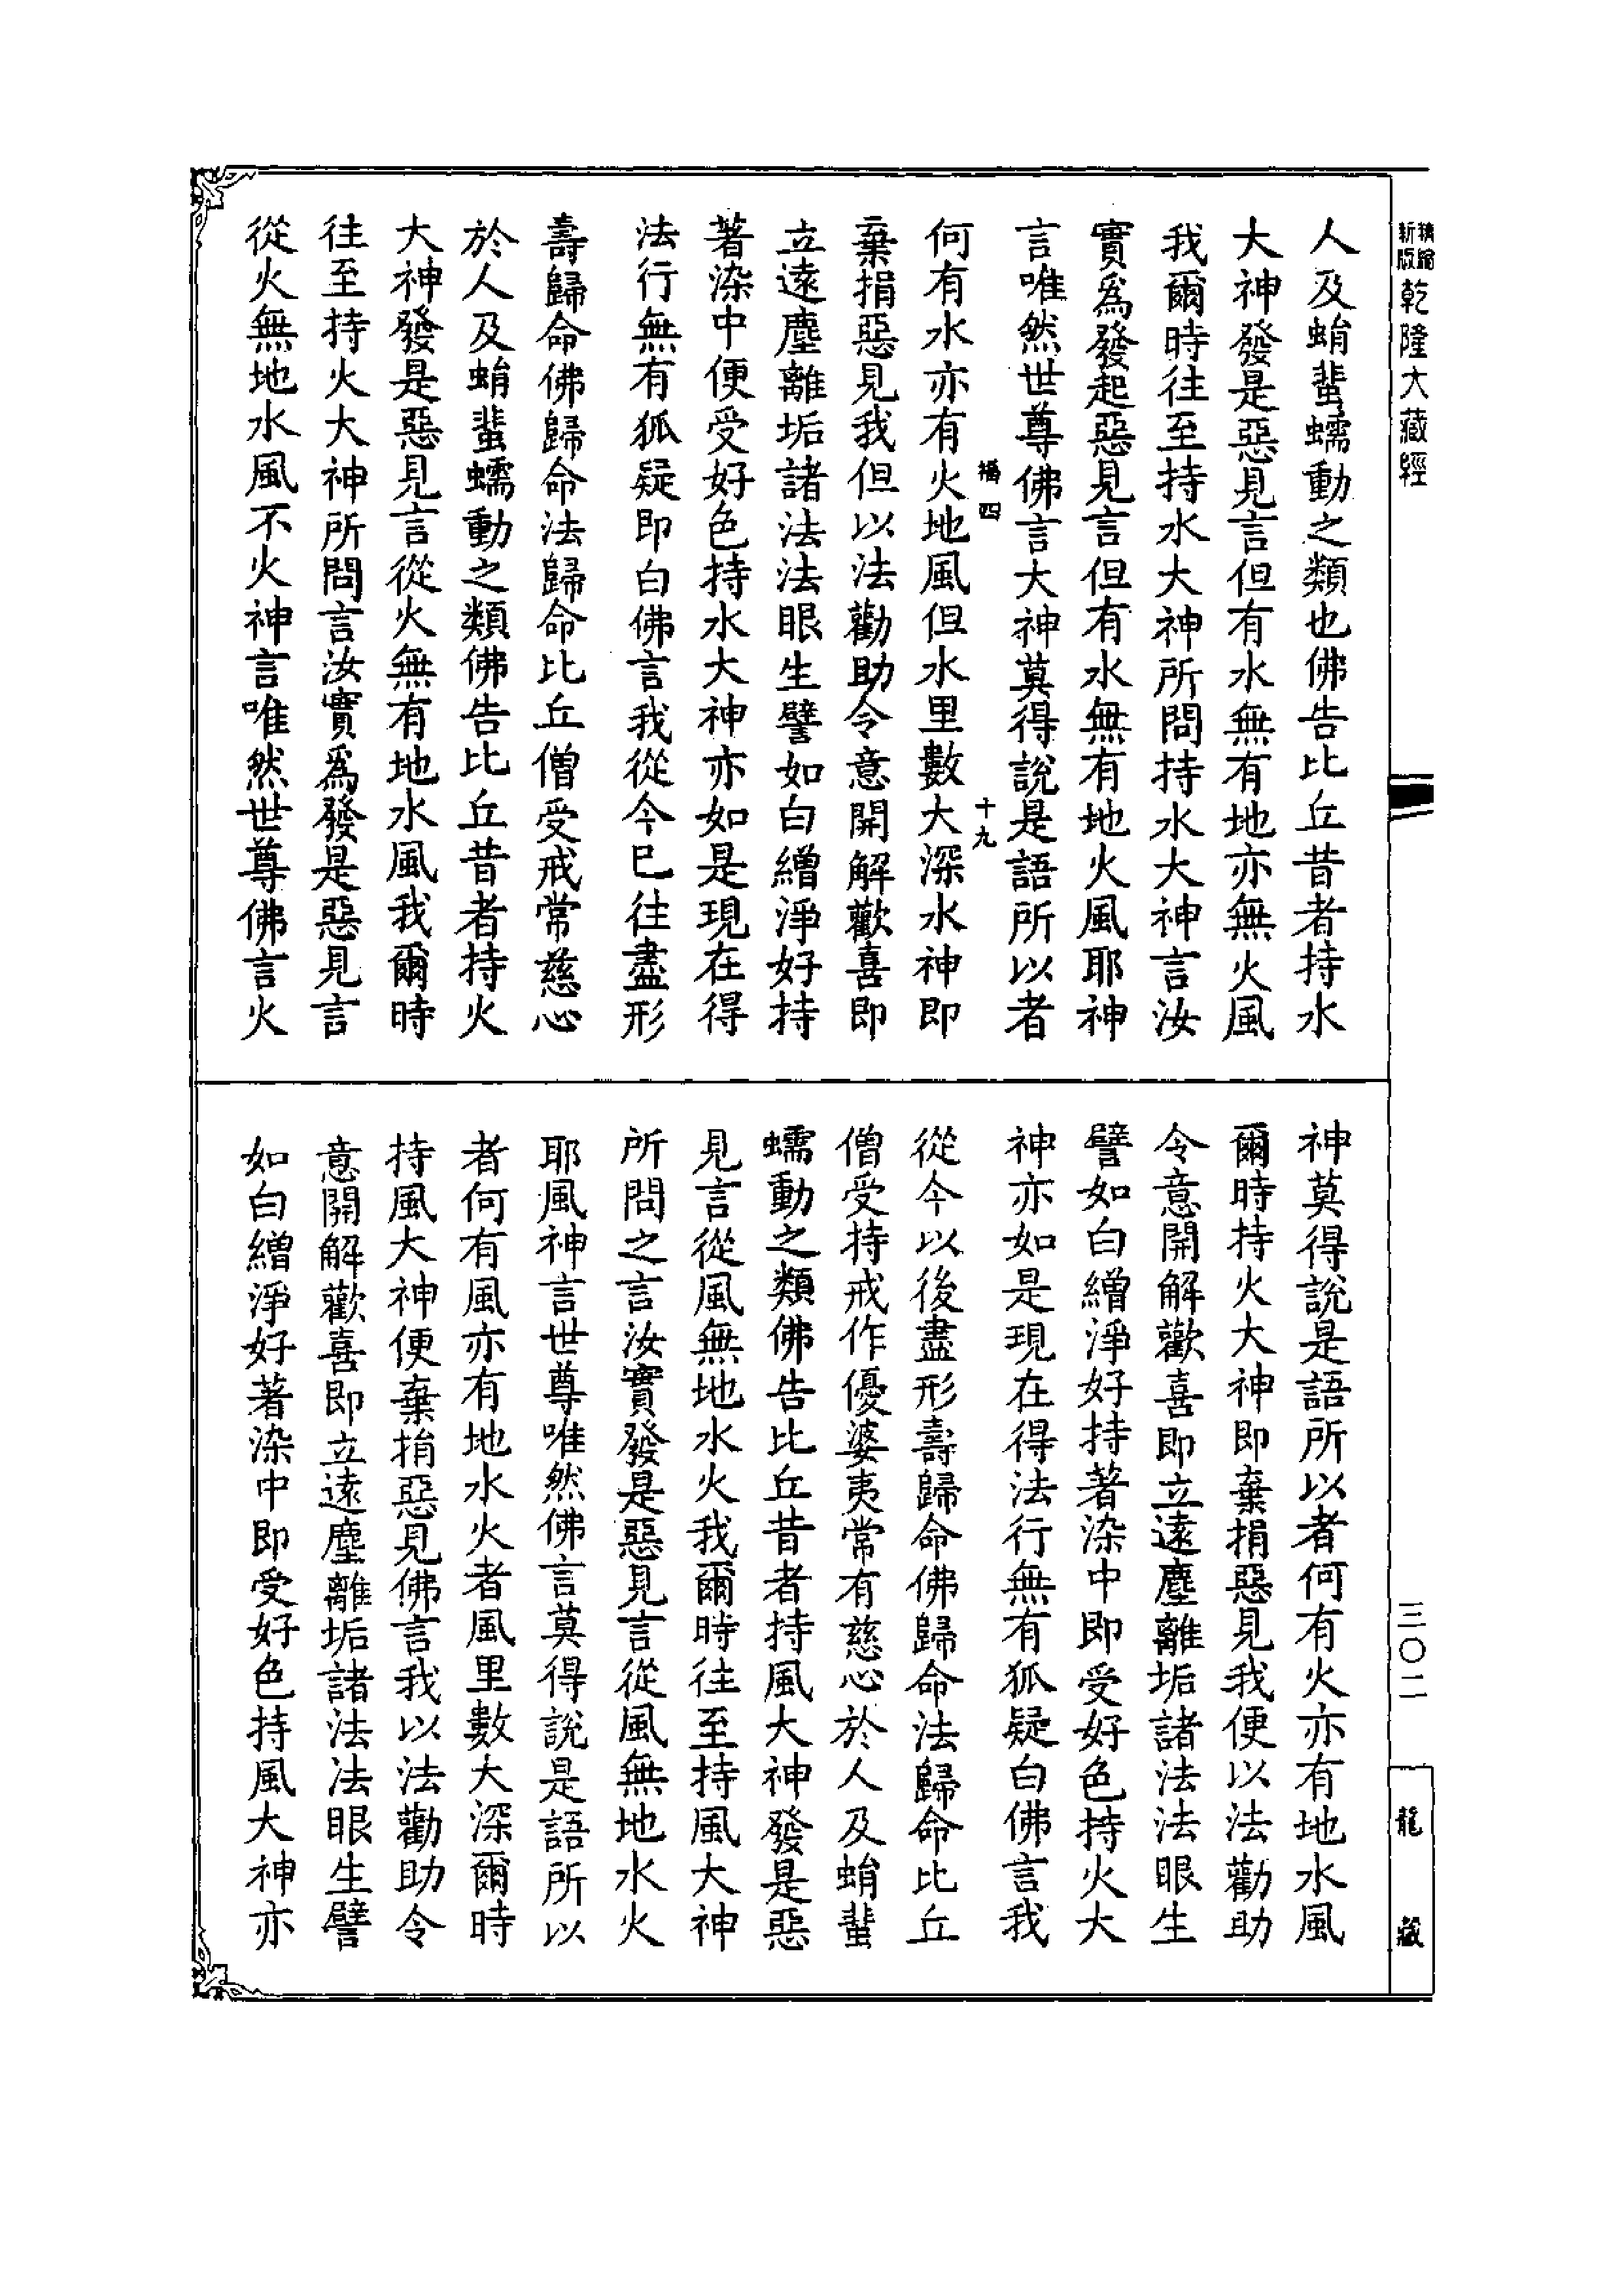 精繪
新版
乾隆大藏經
人及蛸蜚蠕動之類也佛告比丘昔者持水
大神發是惡見言但有水無有地亦無火風
我爾時往至持水大神所問持水大神言汝
實為發起惡見言但有水無有地火風耶神
言唯然世尊佛言大神莫得說是語所以者
播四
十九
何有水亦有火地風但水里數大深水神即
棄捐惡見我但以法勸助令意開解歡喜即
立遠塵離垢諸法法眼生譬如白繒淨好持
著染中便受好色持水大神亦如是現在得
法行無有狐疑即白佛言我從今已往盡形
壽歸命佛歸命法歸命比丘僧受戒常慈心
於人及蛸蜚蠕動之類佛告比丘昔者持火
大神發是惡見言從火無有地水風我爾時
往至持火大神所問言汝實為發是惡見言
從火無地水風不火神言唯然世尊佛言火
神莫得說是語所以者何有火亦有地水風
爾時持火大神即棄捐惡見我便以法勸助
令意開解歡喜即立遠塵離垢諸法法眼生
譬如白繒淨好持著染中即受好色持火大
神亦如是現在得法行無有狐疑白佛言我
從今以後盡形壽歸命佛歸命法歸命比丘
僧受持戒作優婆夷常有慈心於人及蛸蜚
蠕動之類佛告比丘昔者持風大神發是惡
見言從風無地水火我爾時往至持風大神
所問之言汝實發是惡見言從風無地水火
耶風神言世尊唯然佛言莫得說是語所以
者何有風亦有地水火者風里數大深爾時
持風大神便棄捐惡見佛言我以法勸助令
意開解歡喜即立遠塵離垢諸法法眼生譬
如白繒淨好著染中即受好色持風大神亦
三〇二
龍藏